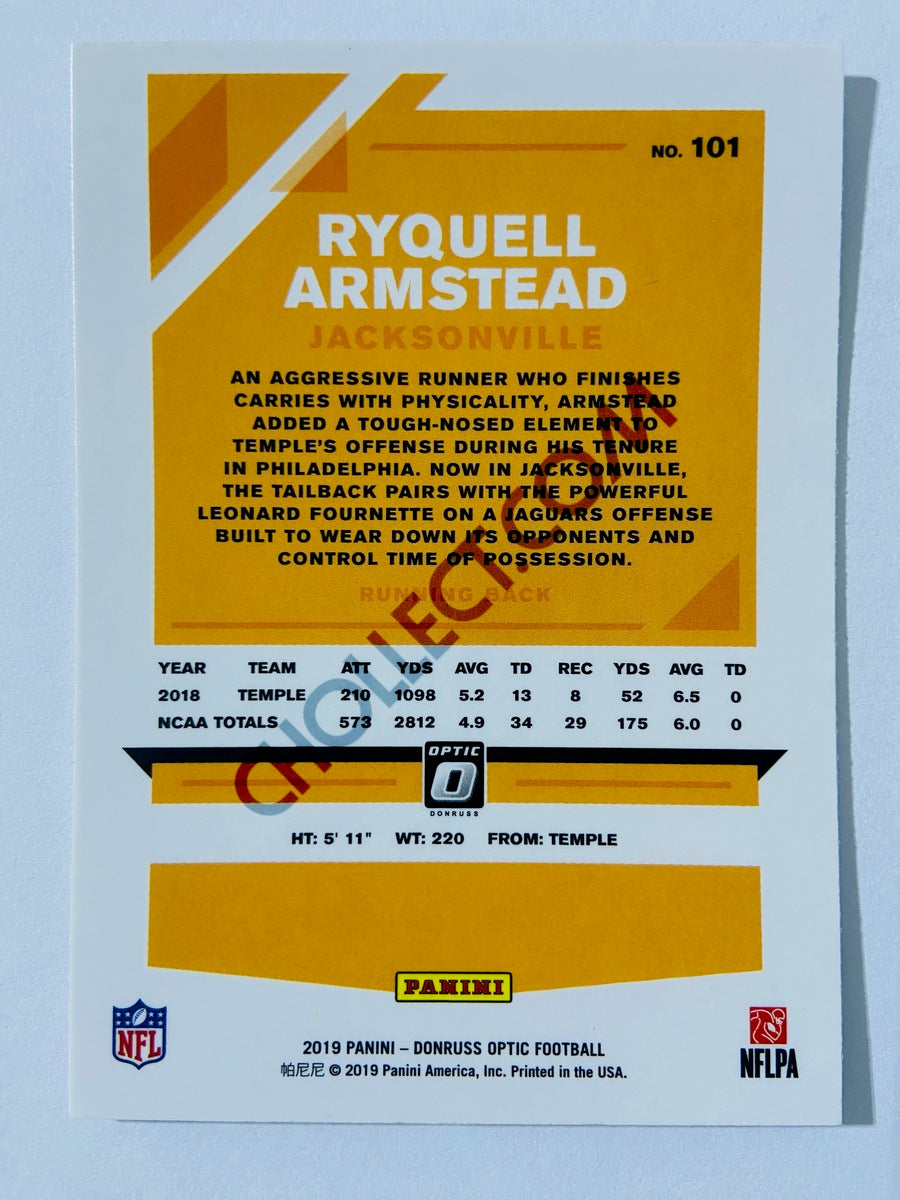 NO. 101
RYQUELL
ARMSTEAD
JACKSONVILLE
AN AGGRESSIVE RUNNER WHO FINISHES
CARRIES WITH PHYSICALITY, ARMSTEAD
ADDED A TOUGH-NOSED ELEMENT TO
TEMPLE'S OFFENSE DURING HIS TENURE
IN PHILADELPHIA. NOW IN JACKSONVILLE,
THE TAILBACK PAIRS WITH THE POWERFUL
LEONARD FOURNETTE ON A JAGUARS OFFENSE
BUILT TO WEAR DOWN ITS OPPONENTS AND
CONTROL TIME OF POSSESSION.
RUNNING BACK
CHOLLECT.COM
YEAR TEAM ATT YDS AVG TD REC YDS AVG TD
2018 TEMPLE 210 1098 5.2 13 8 52 6.5 0
NCAA TOTALS 573 2812 4.9 34 29 175 6.0 0
OPTIC
O
DONRUSS
HT: 5' 11" WT: 220 FROM: TEMPLE
PANINI
NFL
NFLPA
2019 PANINI – DONRUSS OPTIC FOOTBALL
帕尼尼 © 2019 Panini America, Inc. Printed in the USA.